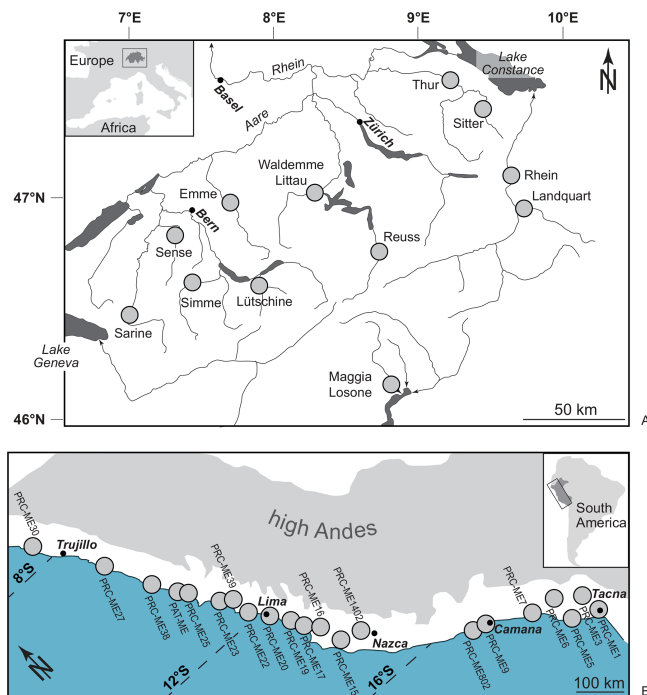 7°E 8°E 9°E 10°E
Europe
Africa
Rhein
Basel
Aare
Zürich
Lake
Constance
N
Thur
Sitter
Waldemme
Littau
Rhein
Landquart
47°N
Emme
Bern
Sense
Reuss
Simme
Lütschine
Sarine
Lake
Geneva
Maggia
Losone
46°N
50 km
A
high Andes
South
America
PRC-ME30
Trujillo
8°S
PRC-ME27
PRC-ME38
PAT-ME
PRC-ME25
PRC-ME23
PRC-ME39
PRC-ME22
Lima
PRC-ME20
PRC-ME19
PRC-ME17
PRC-ME16
PRC-ME15
PRC-ME1402
Nazca
12°S
16°S
PRC-ME802
PRC-ME9
Camana
PRC-ME7
PRC-ME6
PRC-ME5
PRC-ME3
PRC-ME1
Tacna
N
100 km
B